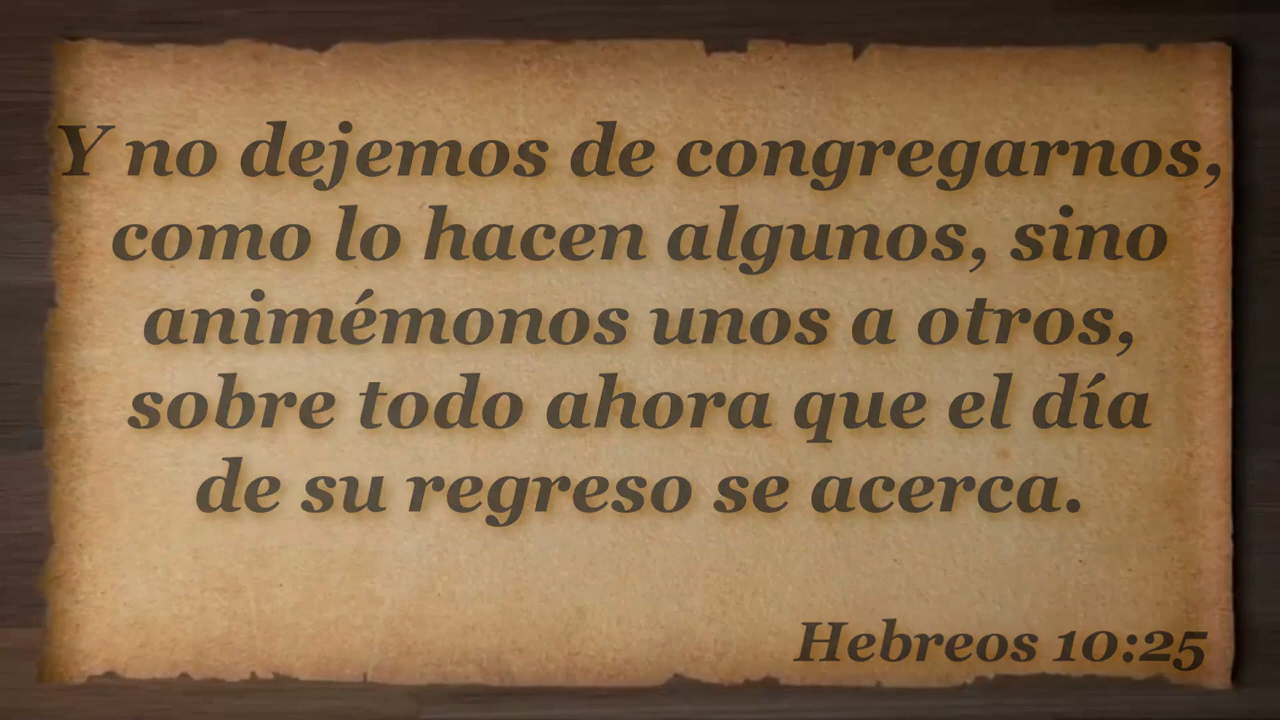 Y no dejemos de congregarnos,
como lo hacen algunos, sino
animémonos unos a otros,
sobre todo ahora que el día
de su regreso se acerca.
Hebreos 10:25